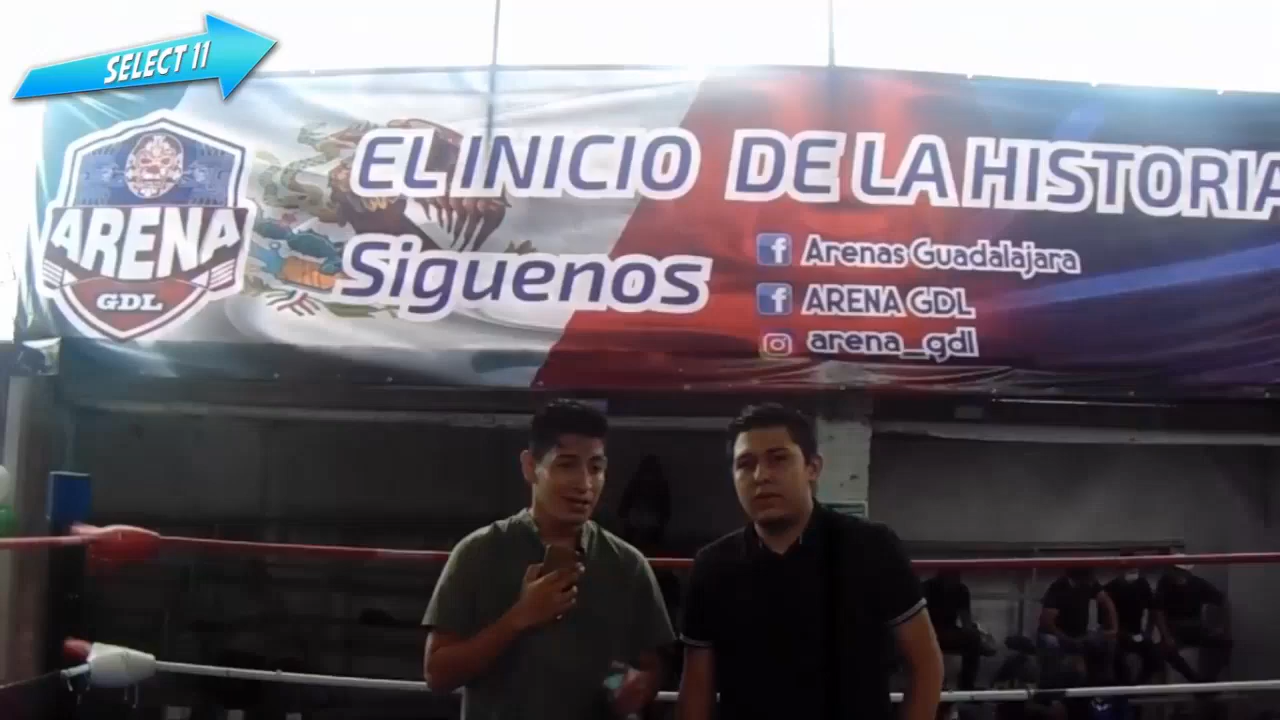 SELECT 11
EL INICIO DE LA HISTORIA
ARENA
GDL
Siguenos
Arenas Guadalajara
ARENA GDL
arena_gdl